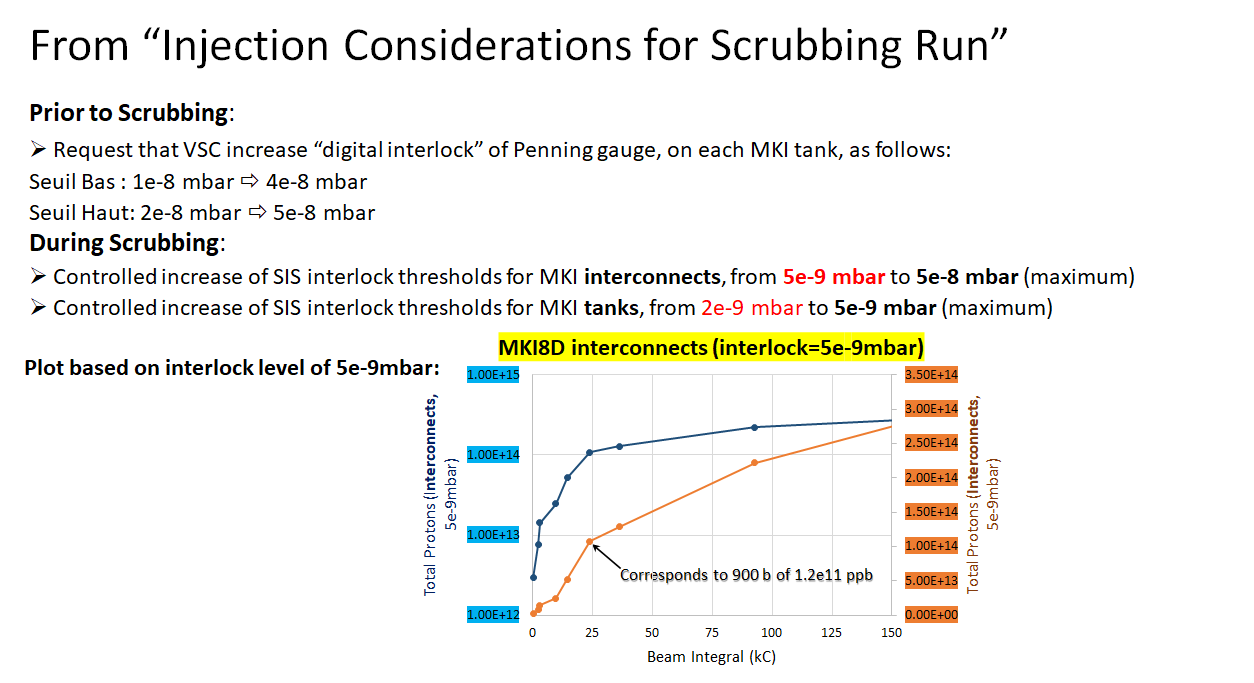 From “Injection Considerations for Scrubbing Run”
Prior to Scrubbing:
➢ Request that VSC increase “digital interlock” of Penning gauge, on each MKI tank, as follows:
Seuil Bas : 1e-8 mbar ⇨ 4e-8 mbar
Seuil Haut: 2e-8 mbar ⇨ 5e-8 mbar
During Scrubbing:
➢ Controlled increase of SIS interlock thresholds for MKI interconnects, from 5e-9 mbar to 5e-8 mbar (maximum)
➢ Controlled increase of SIS interlock thresholds for MKI tanks, from 2e-9 mbar to 5e-9 mbar (maximum)
Plot based on interlock level of 5e-9mbar:
MKI8D interconnects (interlock=5e-9mbar)
Total Protons (Interconnects,
5e-9mbar)
1.00E+15
1.00E+14
1.00E+13
1.00E+12
3.50E+14
3.00E+14
2.50E+14
2.00E+14
1.50E+14
1.00E+14
5.00E+13
0.00E+00
Total Protons (Interconnects,
5e-9mbar)
Corresponds to 900 b of 1.2e11 ppb
0 25 50 75 100 125 150
Beam Integral (kC)